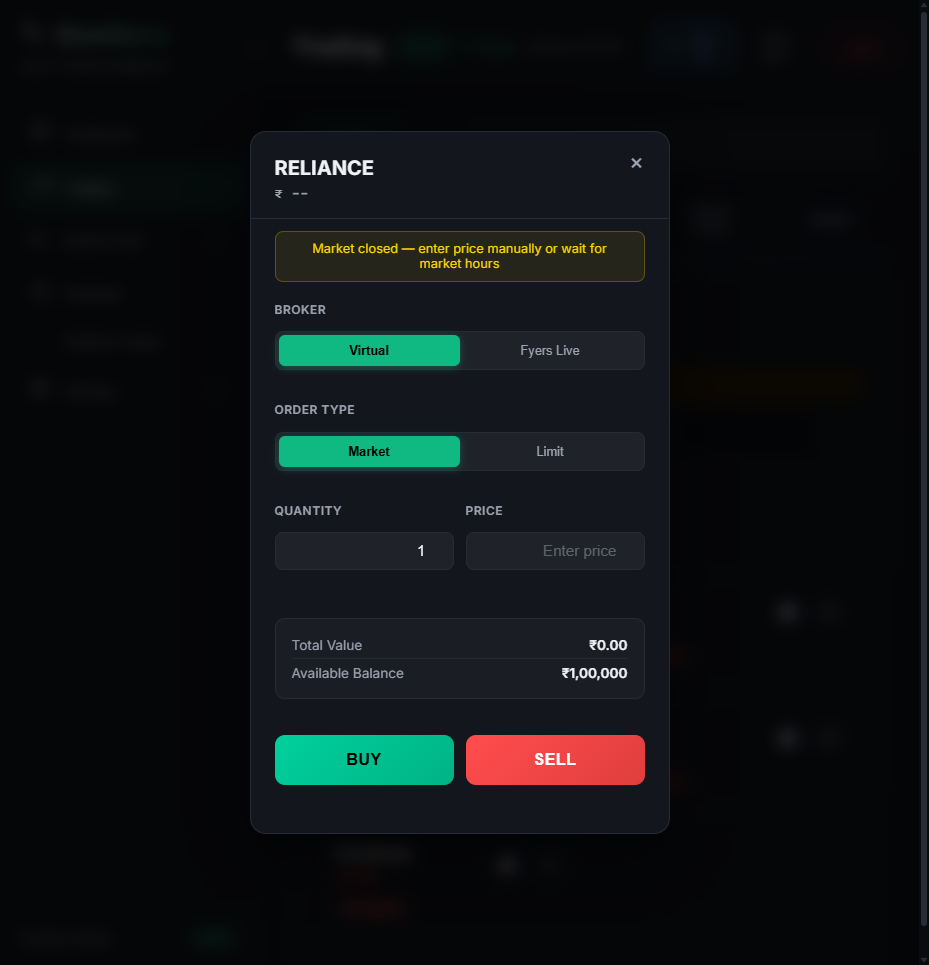 RELIANCE
×
₹ --
Market closed — enter price manually or wait for
market hours
BROKER
Virtual
Fyers Live
ORDER TYPE
Market
Limit
QUANTITY
PRICE
1
Enter price
Total Value
₹0.00
Available Balance
₹1,00,000
BUY
SELL